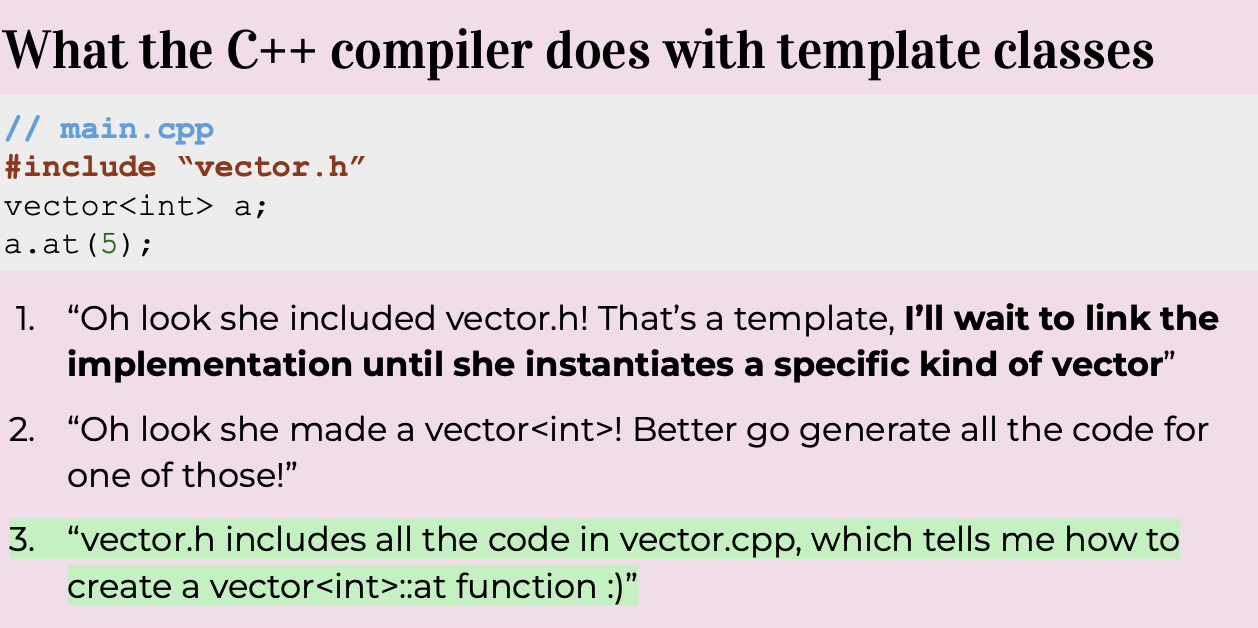 What the C++ compiler does with template classes
// main.cpp
#include “vector.h”
vector<int> a;
a.at(5);
1. “Oh look she included vector.h! That’s a template, I’ll wait to link the
implementation until she instantiates a specific kind of vector”
2. “Oh look she made a vector<int>! Better go generate all the code for
one of those!”
3. “vector.h includes all the code in vector.cpp, which tells me how to
create a vector<int>::at function :)”